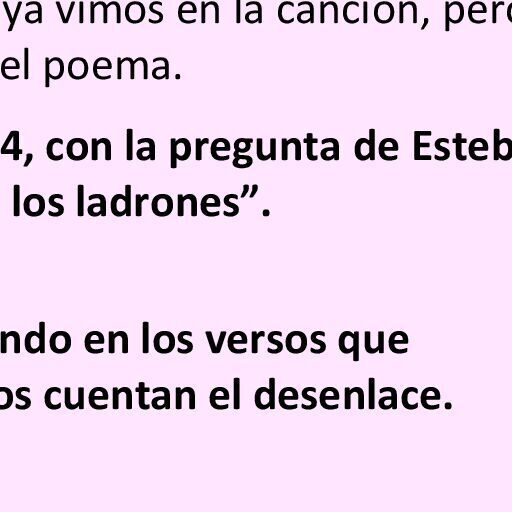 ya vimos en la canción, pero
el poema.
4, con la pregunta de Esteb
los ladrones”.
ndo en los versos que
os cuentan el desenlace.